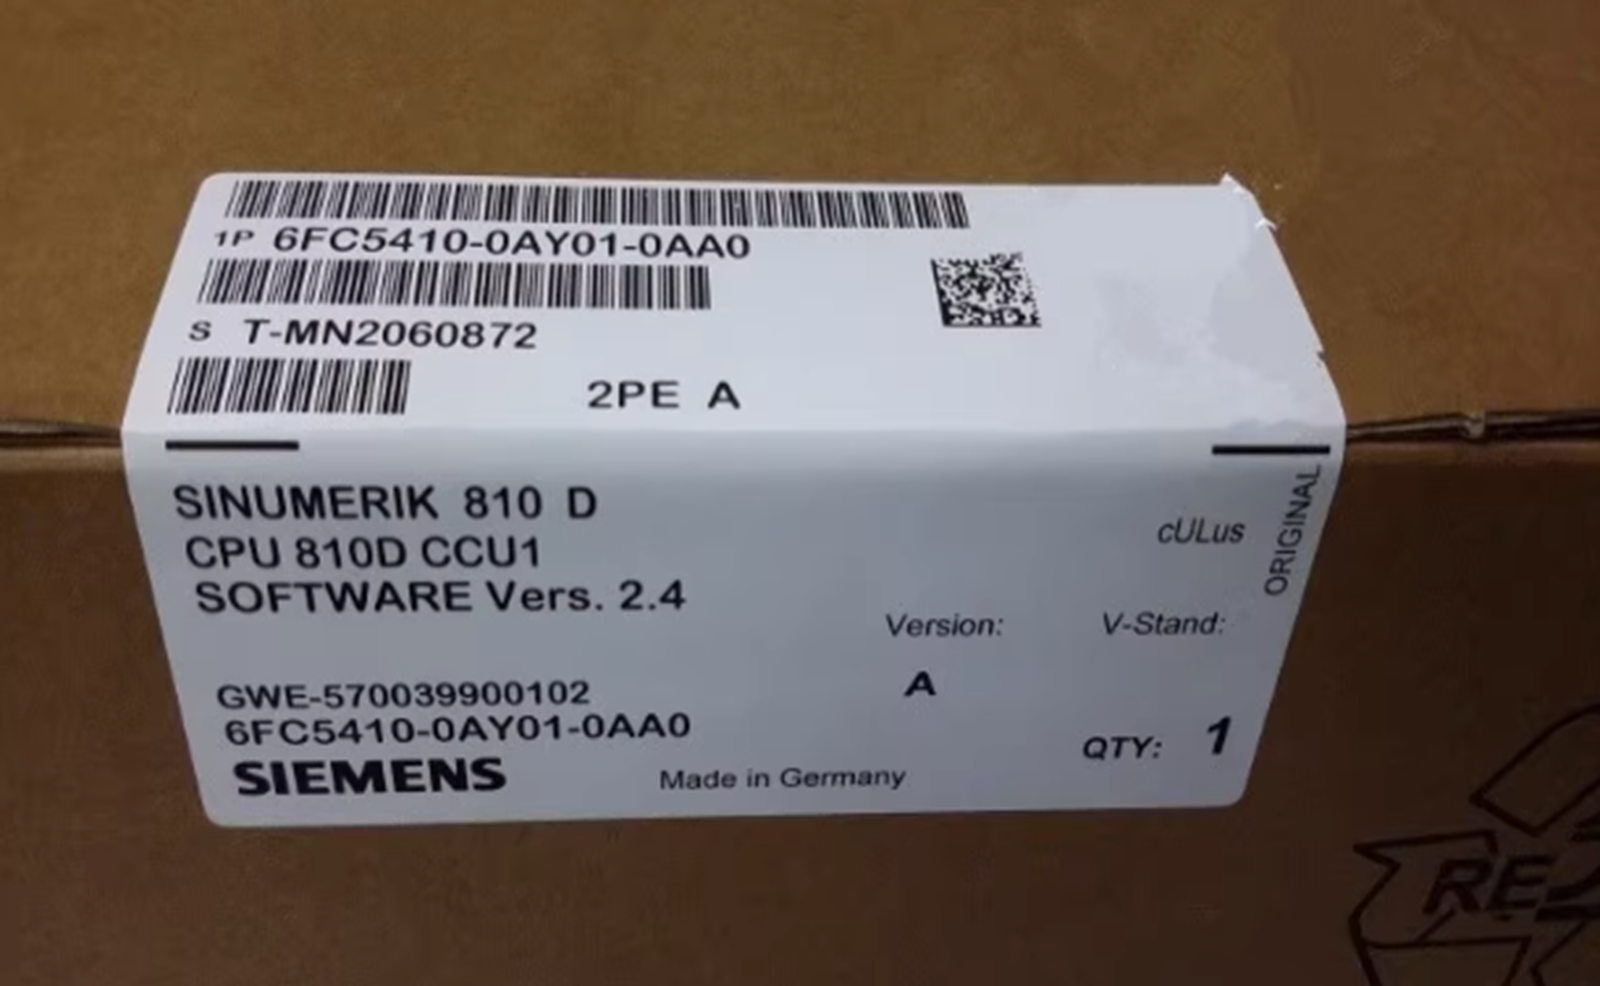 1P 6FC5410-0AY01-0AA0
S T-MN2060872
2PE A
SINUMERIK 810 D
CPU 810D CCU1
SOFTWARE Vers. 2.4
cULus
ORIGINAL
Version: V-Stand:
A
GWE-570039900102
6FC5410-0AY01-0AA0
QTY: 1
SIEMENS Made in Germany